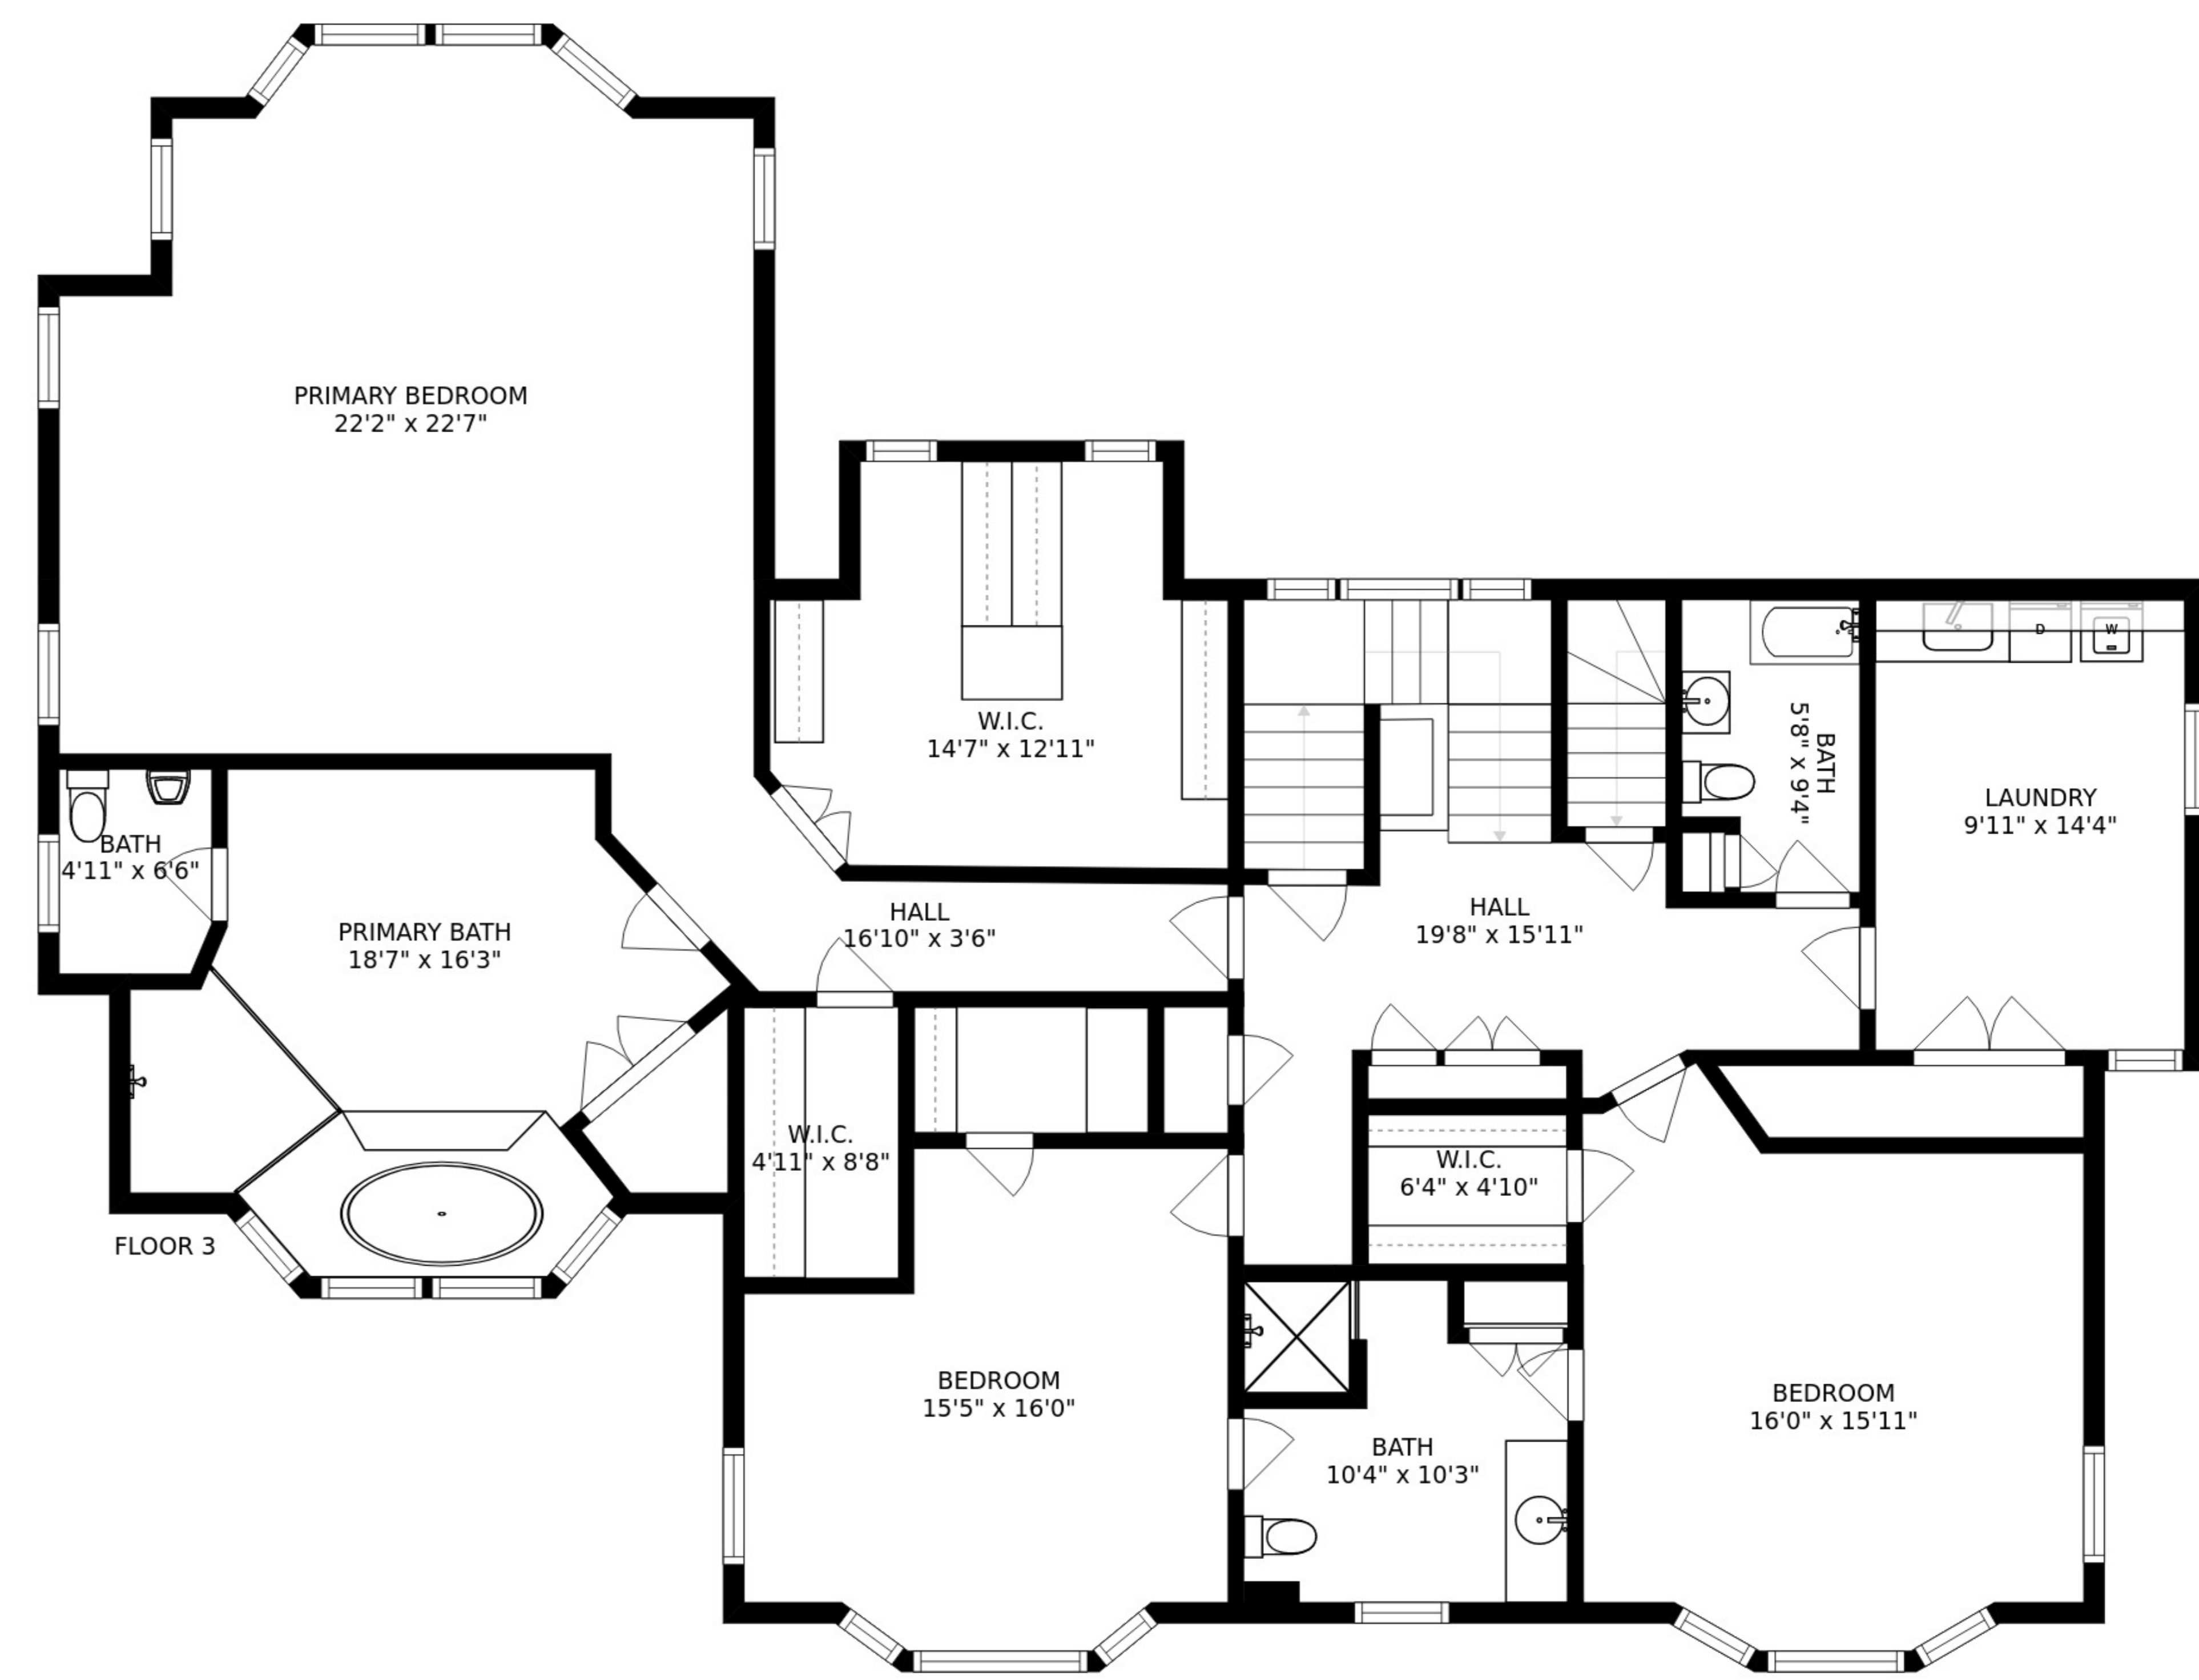 PRIMARY BEDROOM
22'2" x 22'7"
W.I.C.
14'7" x 12'11"
D
W
BATH
5'8" x 9'4"
LAUNDRY
9'11" x 14'4"
BATH
4'11" x 6'6"
PRIMARY BATH
18'7" x 16'3"
HALL
16'10" x 3'6"
HALL
19'8" x 15'11"
W.I.C.
4'11" x 8'8"
W.I.C.
6'4" x 4'10"
FLOOR 3
BEDROOM
15'5" x 16'0"
BATH
10'4" x 10'3"
BEDROOM
16'0" x 15'11"